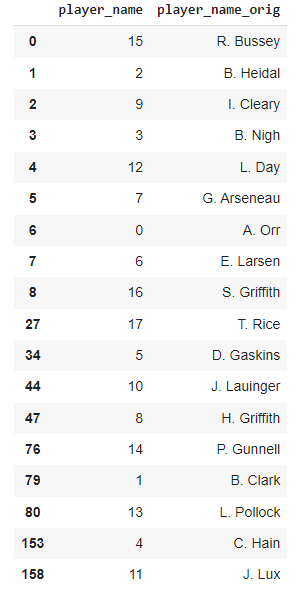 player_name player_name_orig
0 15 R. Bussey
1 2 B. Heidal
2 9 I. Cleary
3 3 B. Nigh
4 12 L. Day
5 7 G. Arseneau
6 0 A. Orr
7 6 E. Larsen
8 16 S. Griffith
27 17 T. Rice
34 5 D. Gaskins
44 10 J. Lauinger
47 8 H. Griffith
76 14 P. Gunnell
79 1 B. Clark
80 13 L. Pollock
153 4 C. Hain
158 11 J. Lux